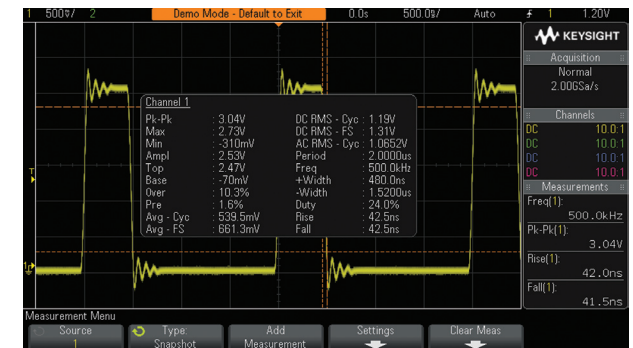 1 500⩢/ 2 Demo Mode - Default to Exit 0.0s 500.0⩢/ Auto 1 1.20V
KEYSIGHT
Acquisition
Normal
2.00GSa/s
Channels
DC 10.0:1
DC 10.0:1
DC 10.0:1
DC 10.0:1
Measurements
Freq(1):
500.0kHz
Pk-Pk(1):
3.04V
Rise(1):
42.0ns
Fall(1):
41.5ns
Channel 1
Pk-Pk : 3.04V DC RMS - Cyc : 1.19V
Max : 2.73V DC RMS - FS : 1.31V
Min : -310mV AC RMS - Cyc : 1.0652V
Ampl : 2.53V Period : 2.0000us
Top : 2.47V Freq : 500.0kHz
Base : -70mV +Width : 480.0ns
Over : 10.3% -Width : 1.5200us
Pre : 1.6% Duty : 24.0%
Avg - Cyc : 539.5mV Rise : 42.5ns
Avg - FS : 661.3mV Fall : 42.5ns
T
1
Measurement Menu
Source Type: Add Settings Clear Meas
1 Snapshot Measurement